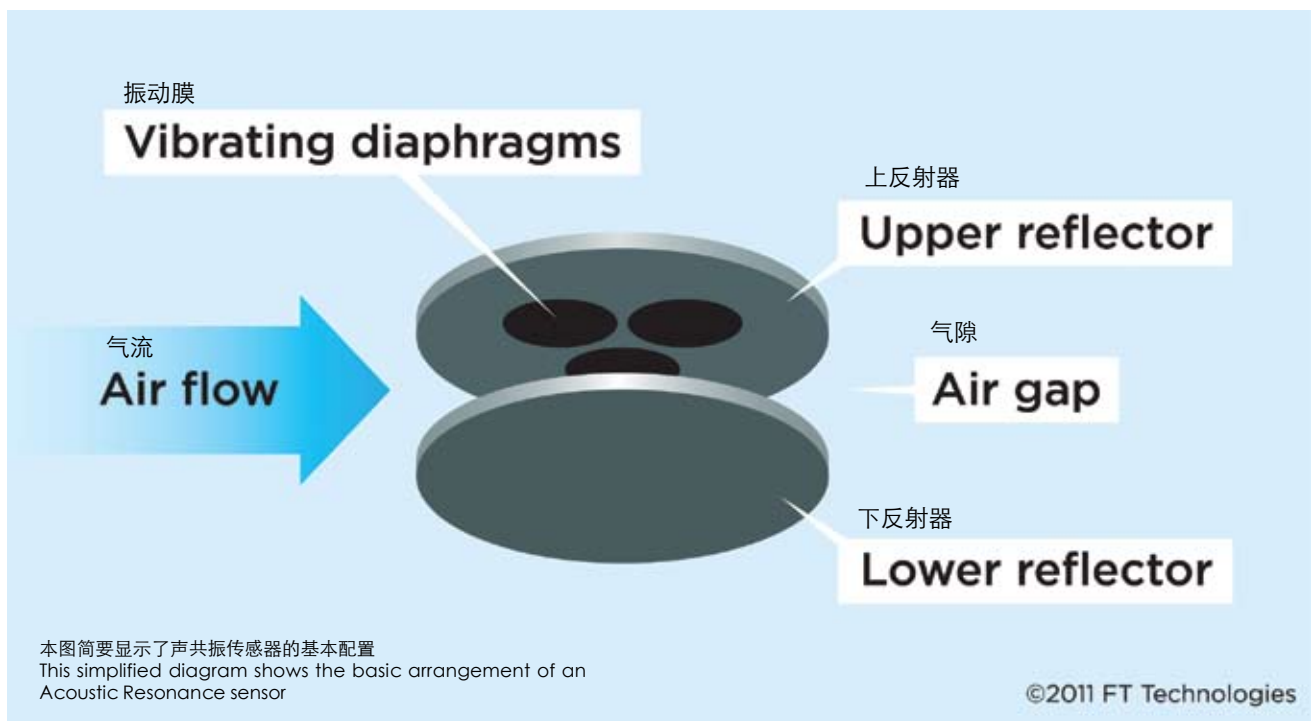 振动膜
Vibrating diaphragms
上反射器
Upper reflector
气流
Air flow
气隙
Air gap
下反射器
Lower reflector
本图简要显示了声共振传感器的基本配置
This simplified diagram shows the basic arrangement of an
Acoustic Resonance sensor
©2011 FT Technologies